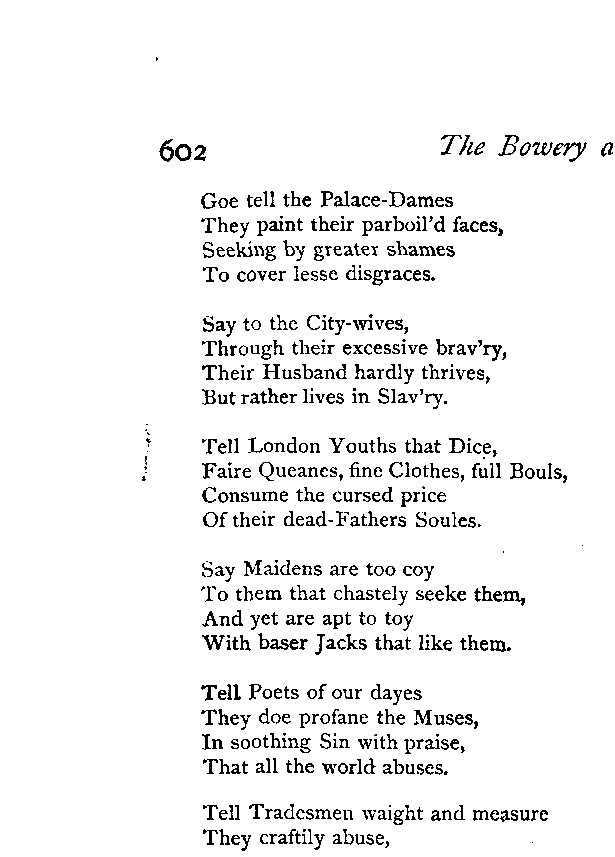 602
The Bowery a
Goe tell the Palace-Dames
They paint their parboil'd faces,
Seeking by greater shames
To cover lesse disgraces.
Say to the City-wives,
Through their excessive brav'ry,
Their Husband hardly thrives,
But rather lives in Slav'ry.
Tell London Youths that Dice,
Faire Queanes, fine Clothes, full Bouls,
Consume the cursed price
Of their dead-Fathers Soules.
Say Maidens are too coy
To them that chastely seeke them,
And yet are apt to toy
With baser Jacks that like them.
Tell Poets of our dayes
They doe profane the Muses,
In soothing Sin with praise,
That all the world abuses.
Tell Tradesmen waight and measure
They craftily abuse,